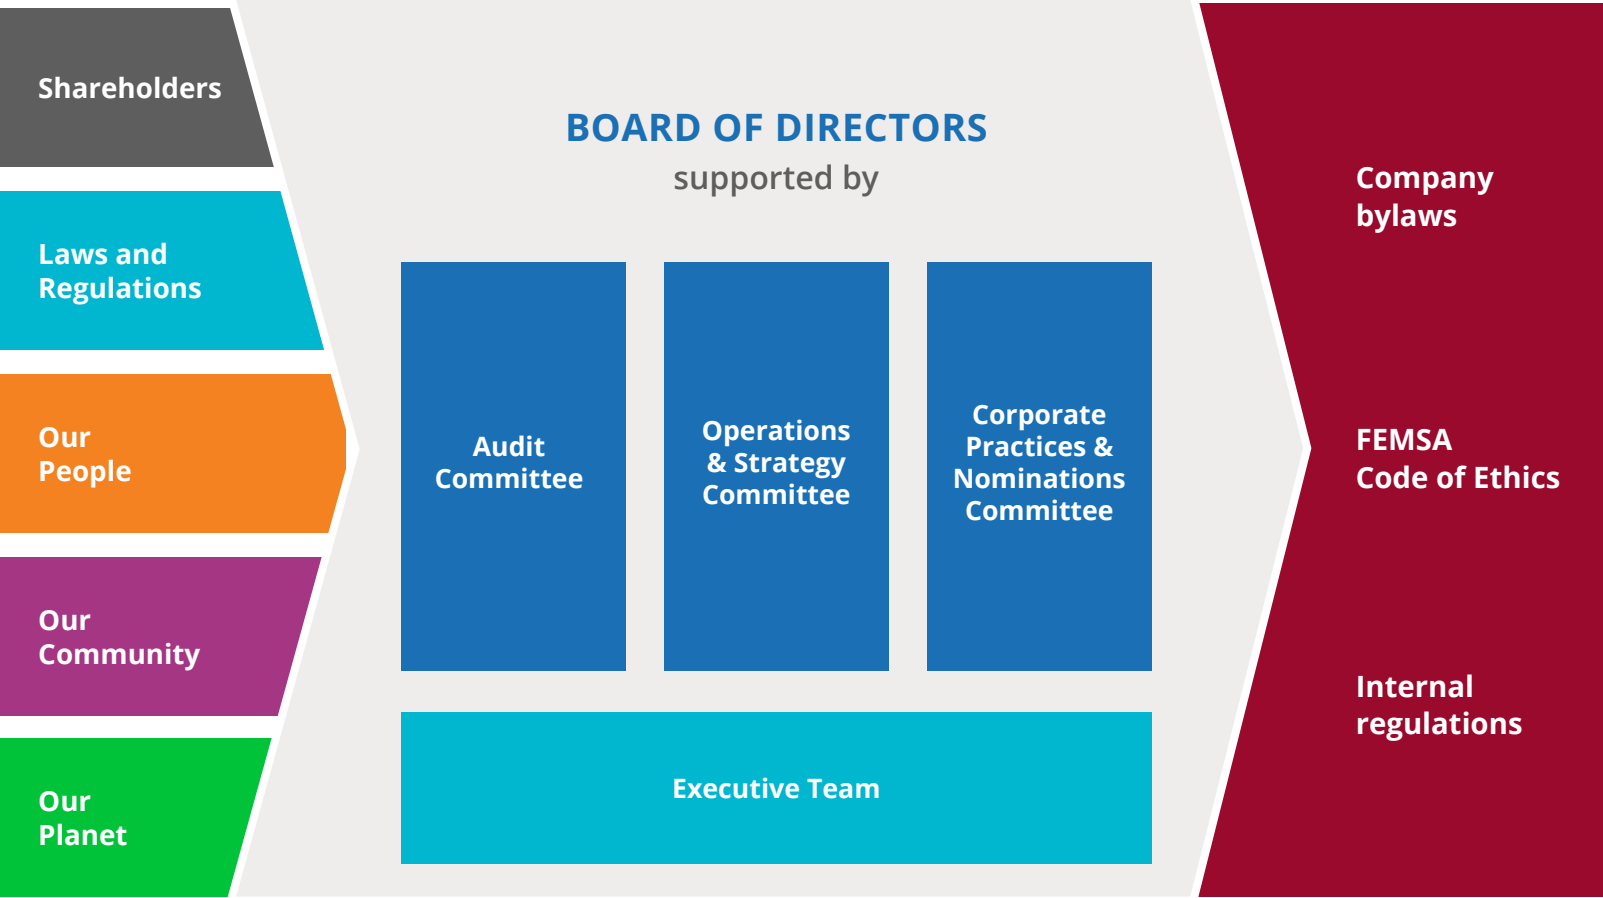 Shareholders
Laws and
Regulations
Our
People
Our
Community
Our
Planet
BOARD OF DIRECTORS
supported by
Audit
Committee
Operations
& Strategy
Committee
Corporate
Practices &
Nominations
Committee
Executive Team
Company
bylaws
FEMSA
Code of Ethics
Internal
regulations